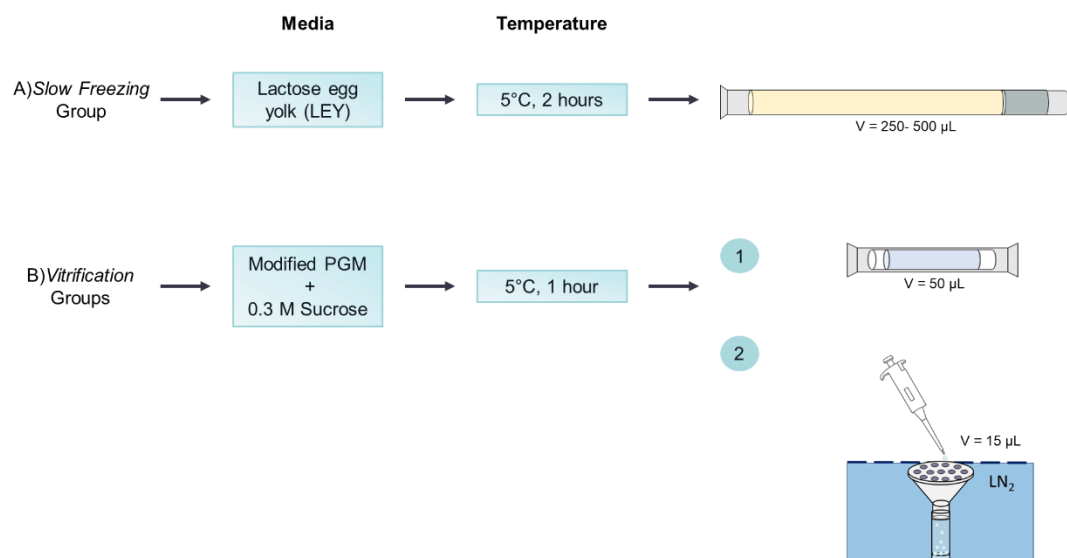 Media
Temperature
A)Slow Freezing
Group
Lactose egg
yolk (LEY)
5°C, 2 hours
V = 250- 500 µL
B)Vitrification
Groups
Modified PGM
+
0.3 M Sucrose
5°C, 1 hour
1
V = 50 µL
2
V = 15 µL
LN₂